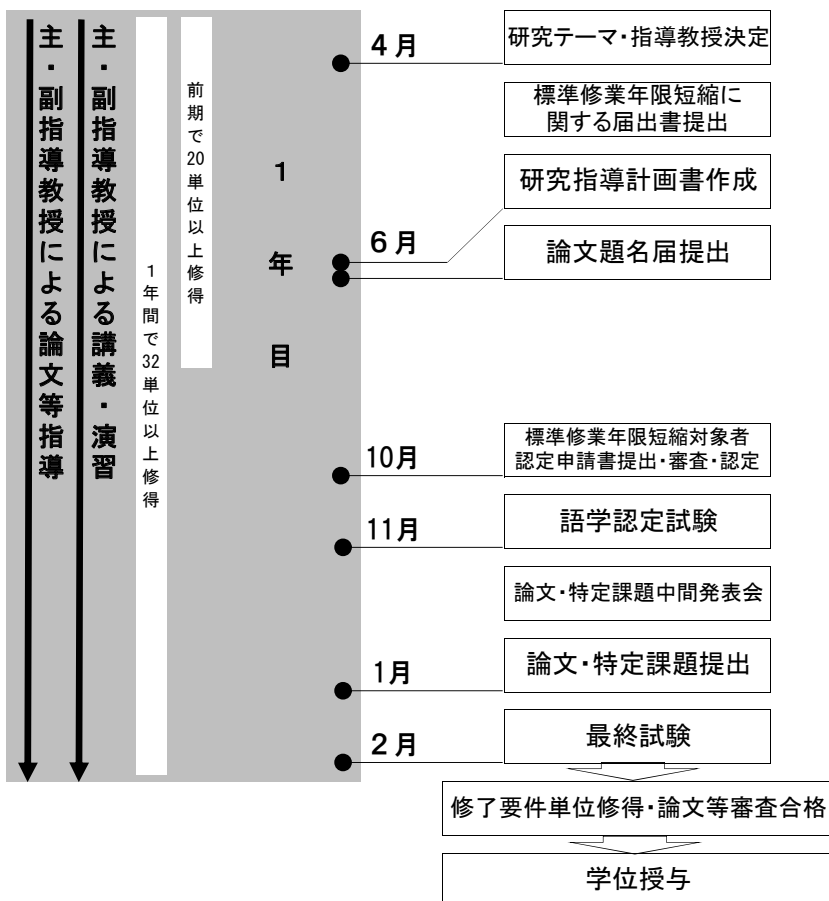 主・副指導教授による論文等指導
主・副指導教授による講義・演習
1年間で32単位以上修得
前期で20単位以上修得
1年目
4月
研究テーマ・指導教授決定
標準修業年限短縮に
関する届出書提出
研究指導計画書作成
6月
論文題名届提出
10月
標準修業年限短縮対象者
認定申請書提出・審査・認定
11月
語学認定試験
論文・特定課題中間発表会
1月
論文・特定課題提出
2月
最終試験
修了要件単位修得・論文等審査合格
学位授与